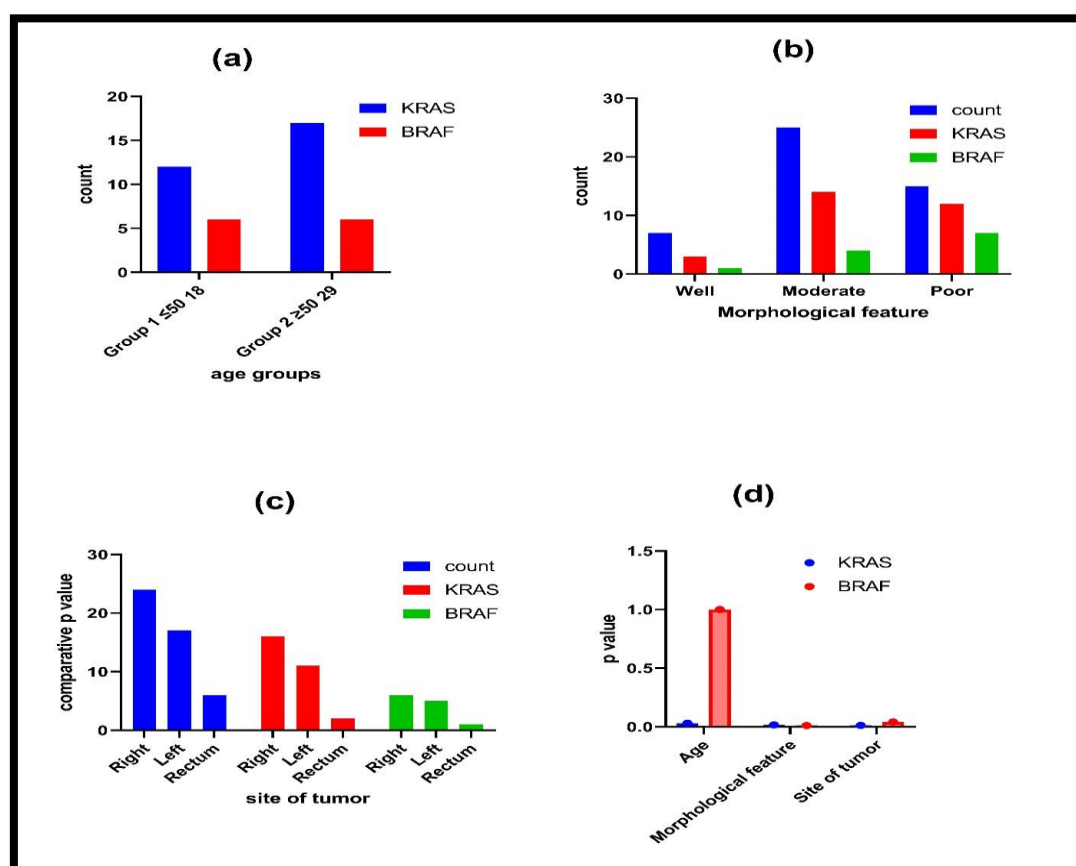 (a)
20
15
10
5
0
count
KRAS
BRAF
Group 1 ≤50 18
Group 2 ≥50 29
age groups
(b)
30
20
10
0
count
count
KRAS
BRAF
Well
Moderate
Poor
Morphological feature
(c)
30
20
10
0
comparative p value
count
KRAS
BRAF
Right
Left
Rectum
Right
Left
Rectum
Right
Left
Rectum
site of tumor
(d)
1.5
1.0
0.5
0.0
p value
KRAS
BRAF
Age
Morphological feature
Site of tumor